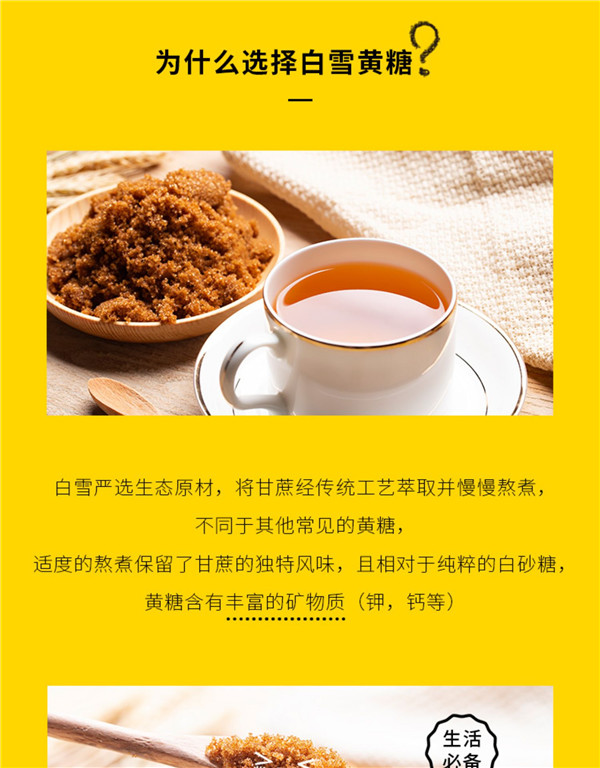 为什么选择白雪黄糖?
白雪严选生态原材，将甘蔗经传统工艺萃取并慢慢熬煮，
不同于其他常见的黄糖，
适度的熬煮保留了甘蔗的独特风味，且相对于纯粹的白砂糖，
黄糖含有丰富的矿物质（钾，钙等）
生活
必备